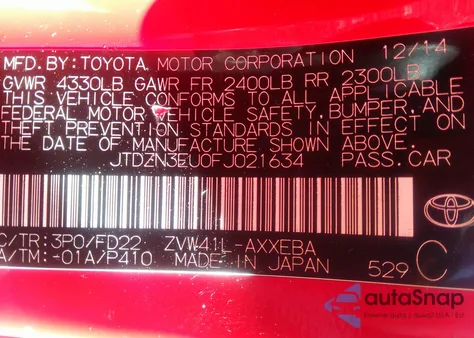 MFD. BY: TOYOTA MOTOR CORPORATION 12/14
GVWR 4330LB GAWR FR 2400LB RR 2300LB
THIS VEHICLE CONFORMS TO ALL APPLICABLE
FEDERAL MOTOR VEHICLE SAFETY, BUMPER, AND
THEFT PREVENTION STANDARDS IN EFFECT ON
THE DATE OF MANUFACTURE SHOWN ABOVE.
JTDZN3EU0FJ021634 PASS. CAR
C/TR: 3P0/FD22 ZVW41L-AXXEBA
A/TM: -01A/P410 MADE IN JAPAN 529 C
autoSnap